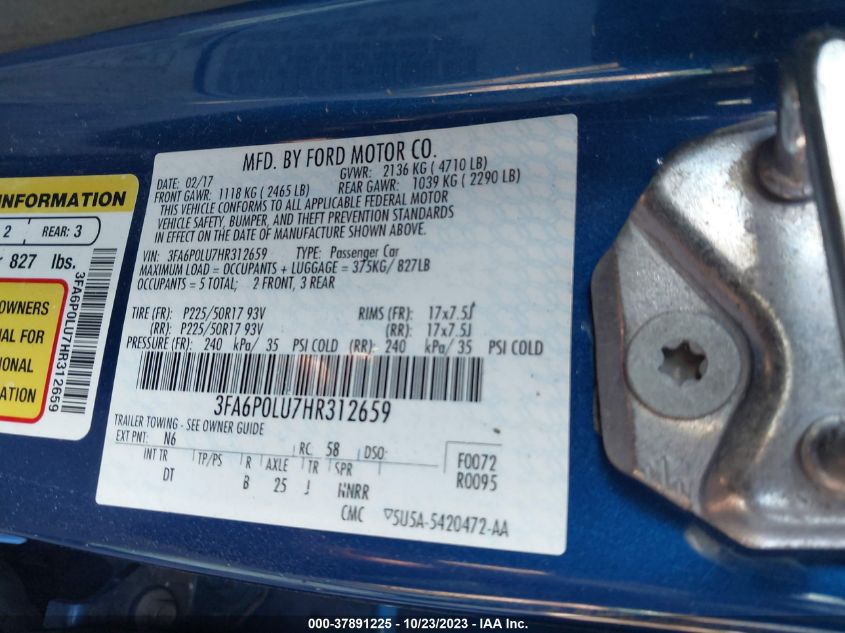 INFORMATION
2 REAR: 3
827 lbs.
OWNERS
FOR
3FA6P0LU7HR312659
MFD. BY FORD MOTOR CO.
02/17 GVWR: 2136 KG ( 4710 LB)
FRONT GAWR: 1118 KG ( 2465 LB) REAR GAWR: 1039 KG ( 2290 LB)
THIS VEHICLE CONFORMS TO ALL APPLICABLE FEDERAL MOTOR
VEHICLE SAFETY, BUMPER, AND THEFT PREVENTION STANDARDS
IN EFFECT ON THE DATE OF MANUFACTURE SHOWN ABOVE.
VIN: 3FA6P0LU7HR312659 TYPE: Passenger Car
MAXIMUM LOAD = OCCUPANTS + LUGGAGE = 375KG/ 827LB
OCCUPANTS = 5 TOTAL; 2 FRONT, 3 REAR
TIRE (FR): P225/50R17 93V RIMS (FR): 17x7.5J
(RR): P225/50R17 93V (RR): 17x7.5J
PRESSURE (FR): 240 kPa/ 35 PSI COLD (RR): 240 kPa/ 35 PSI COLD
3FA6P0LU7HR312659
TRAILER TOWING - SEE OWNER GUIDE
EXT PNT: N6 RC: 58 DSO: F0072
INT TR TP/PS R AXLE TR SPR R0095
DT B 25 J NNRR
CMC ▽5U5A-5420472-AA
000-37891225 - 10/23/2023 - IAA Inc.